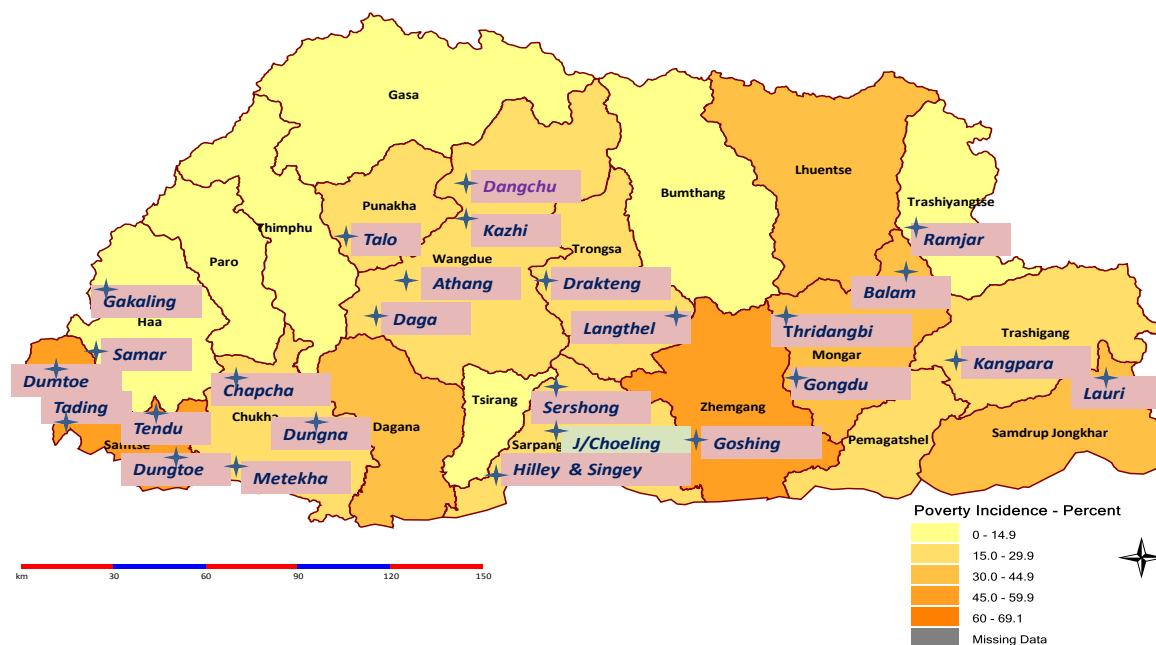 Gasa
Lhuentse
Dangchu
Bumthang
Punakha
Trashiyangtse
Kazhi
Thimphu
Talo
Ramjar
Trongsa
Wangdue
Paro
Athang
Drakteng
Balam
Gakaling
Daga
Langthel
Thridangbi
Haa
Trashigang
Samar
Mongar
Kangpara
Dumtoe
Chapcha
Gongdu
Lauri
Tsirang
Tading
Sershong
Zhemgang
Chukha
Tendu
Dungna
Dagana
Samdrup Jongkhar
Samtse
Sarpang
J/Choeling
Goshing
Pemagatshel
Dungtoe
Hilley & Singey
Metekha
Poverty Incidence - Percent
0 - 14.9
15.0 - 29.9
30.0 - 44.9
45.0 - 59.9
60 - 69.1
Missing Data
km 30 60 90 120 150